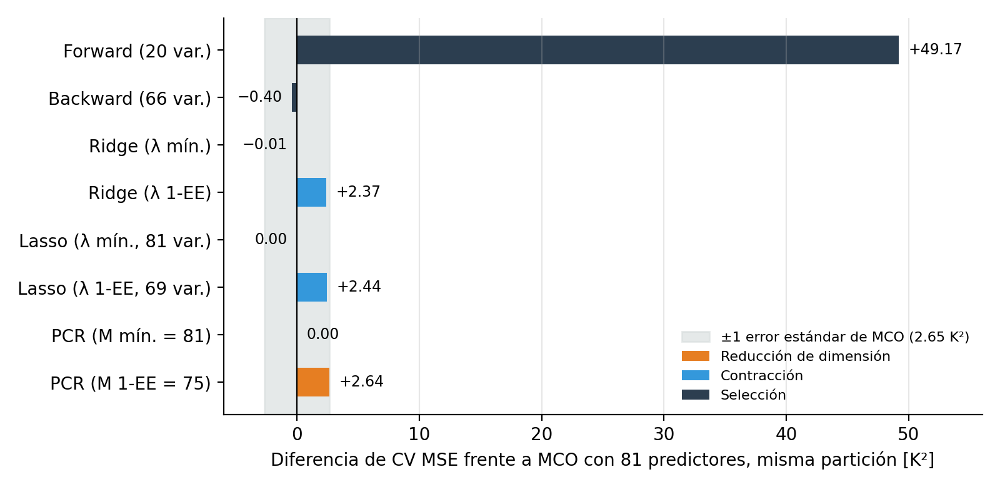 Forward (20 var.)
+49.17
Backward (66 var.)
−0.40
Ridge (λ mín.)
−0.01
Ridge (λ 1-EE)
+2.37
Lasso (λ mín., 81 var.)
0.00
Lasso (λ 1-EE, 69 var.)
+2.44
PCR (M mín. = 81)
0.00
PCR (M 1-EE = 75)
+2.64
±1 error estándar de MCO (2.65 K²)
Reducción de dimensión
Contracción
Selección
0 10 20 30 40 50
Diferencia de CV MSE frente a MCO con 81 predictores, misma partición [K²]